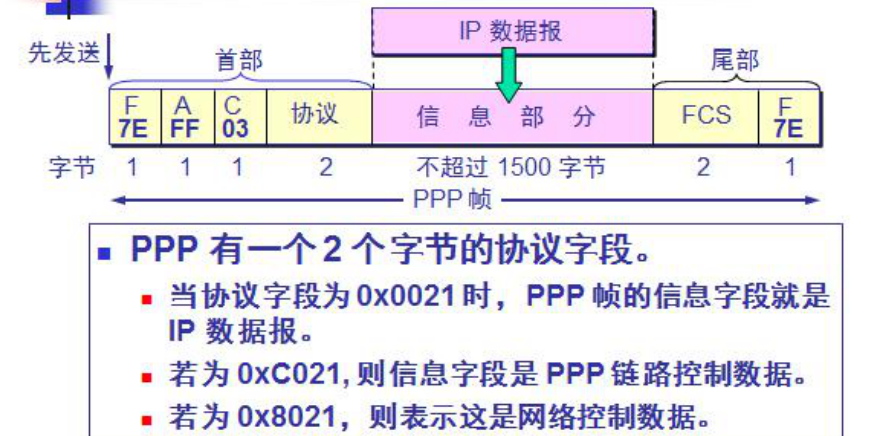 IP 数据报
先发送
首部
尾部
F A C 协议 信 息 部 分 FCS F
7E FF 03 7E
字节 1 1 1 2 不超过 1500 字节 2 1
PPP 帧
PPP 有一个 2 个字节的协议字段。
当协议字段为 0x0021 时，PPP 帧的信息字段就是
IP 数据报。
若为 0xC021, 则信息字段是 PPP 链路控制数据。
若为 0x8021，则表示这是网络控制数据。